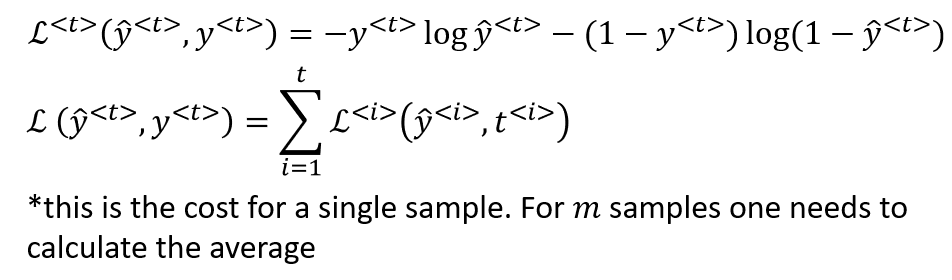 ℒ<t>(ŷ<t>, y<t>) = −y<t> log ŷ<t> − (1 − y<t>) log(1 − ŷ<t>)
ℒ (ŷ<t>, y<t>) = ∑_{i=1}^{t} ℒ<i>(ŷ<i>, t<i>)
*this is the cost for a single sample. For m samples one needs to
calculate the average